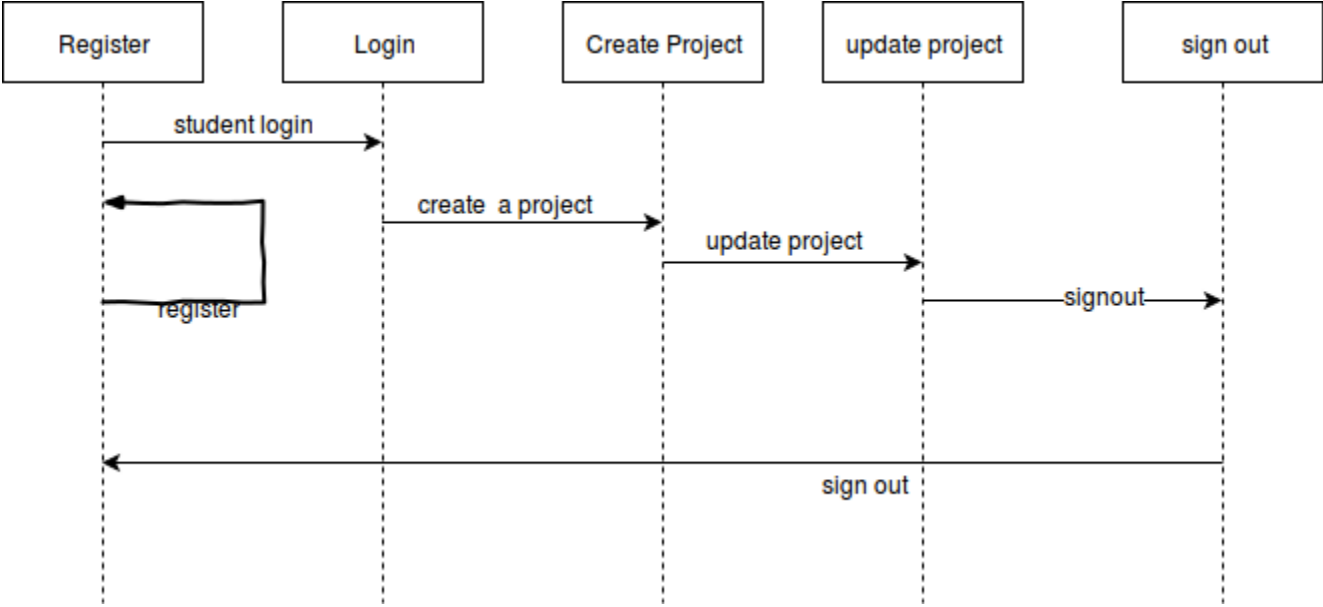 Register
Login
Create Project
update project
sign out
student login
create  a project
update project
signout
register
sign out